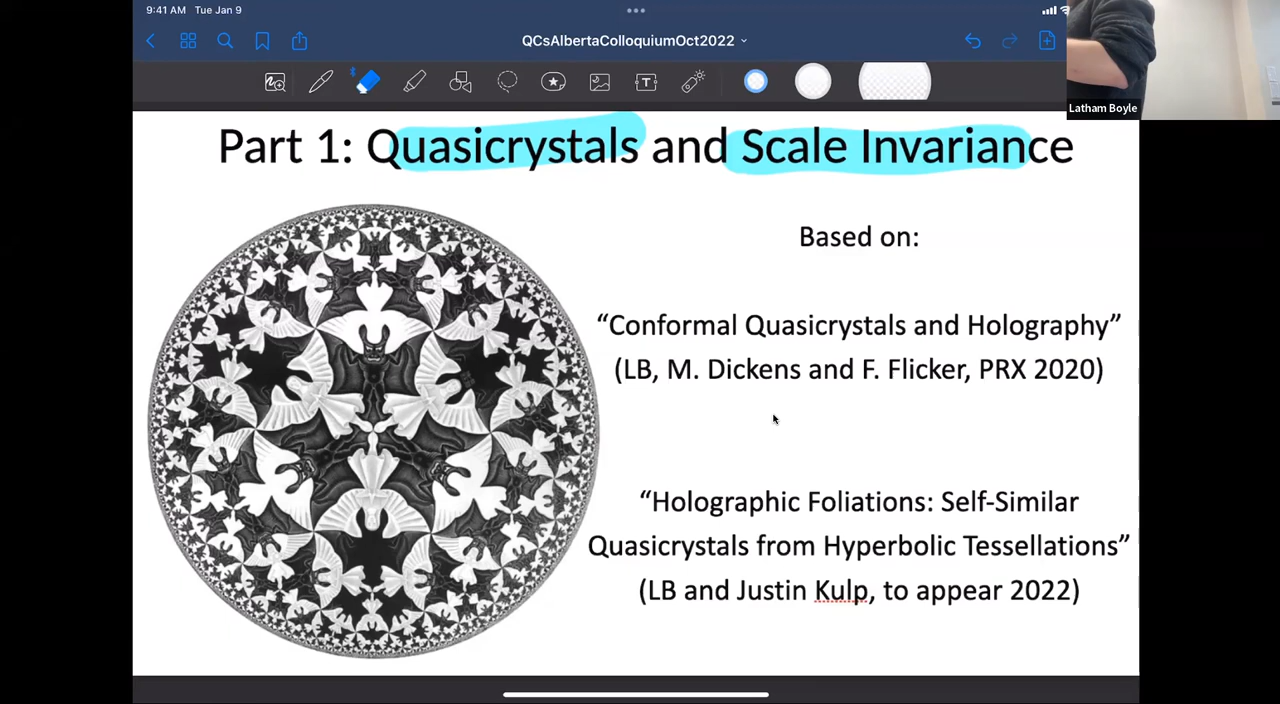 9:41 AM Tue Jan 9
QCsAlbertaColloquiumOct2022
T
Latham Boyle
Part 1: Quasicrystals and Scale Invariance
Based on:
“Conformal Quasicrystals and Holography”
(LB, M. Dickens and F. Flicker, PRX 2020)
“Holographic Foliations: Self-Similar
Quasicrystals from Hyperbolic Tessellations”
(LB and Justin Kulp, to appear 2022)